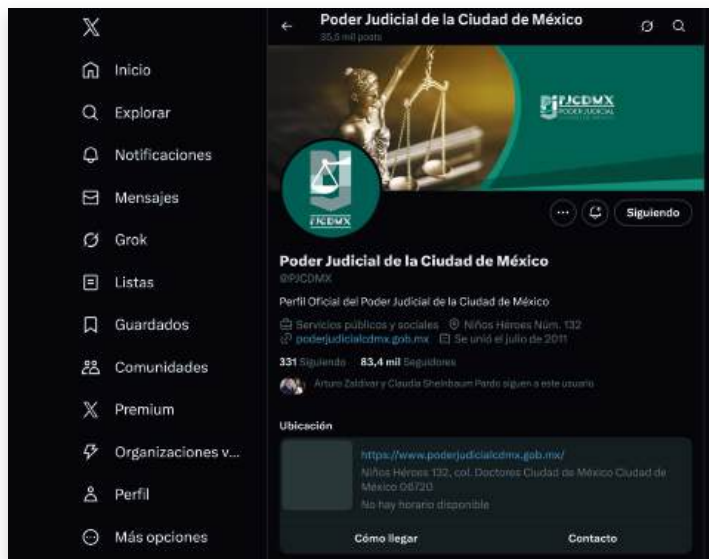 Inicio
Explorar
Notificaciones
Mensajes
Grok
Listas
Guardados
Comunidades
Premium
Organizaciones v...
Perfil
Más opciones
Poder Judicial de la Ciudad de México
35,5 mil posts
PJCDMX
PODER JUDICIAL
PJCDMX
Siguiendo
Poder Judicial de la Ciudad de México
@PJCDMX
Perfil Oficial del Poder Judicial de la Ciudad de México
Servicios públicos y sociales Niños Héroes Núm. 132
poderjudicialcdmx.gob.mx Se unió el julio de 2011
331 Siguiendo 83,4 mil Seguidores
Arturo Zaldívar y Claudia Sheinbaum Pardo siguen a este usuario
Ubicación
https://www.poderjudicialcdmx.gob.mx/
Niños Héroes 132, col. Doctores Ciudad de México Ciudad de
México 06720
No hay horario disponible
Cómo llegar Contacto